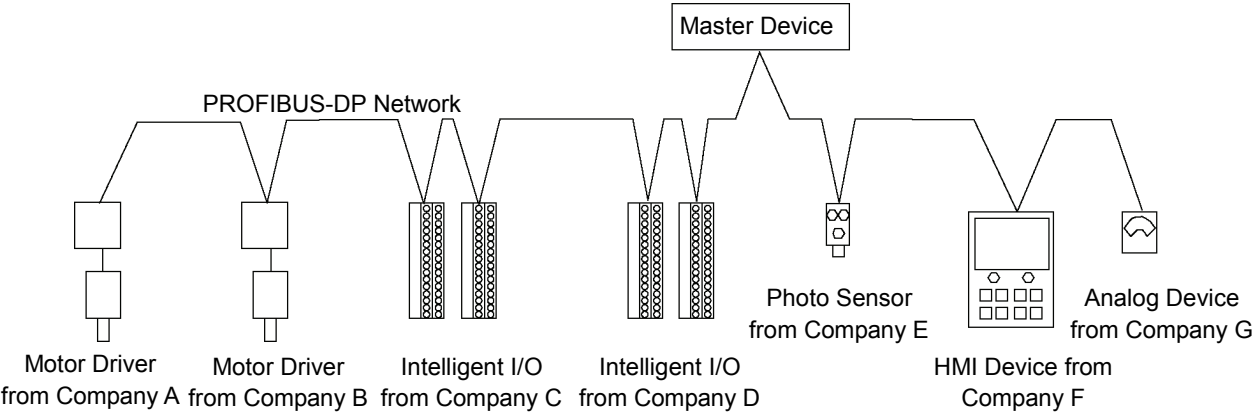 Master Device
PROFIBUS-DP Network
Motor Driver
from Company A
Motor Driver
from Company B
Intelligent I/O
from Company C
Intelligent I/O
from Company D
Photo Sensor
from Company E
HMI Device from
Company F
Analog Device
from Company G